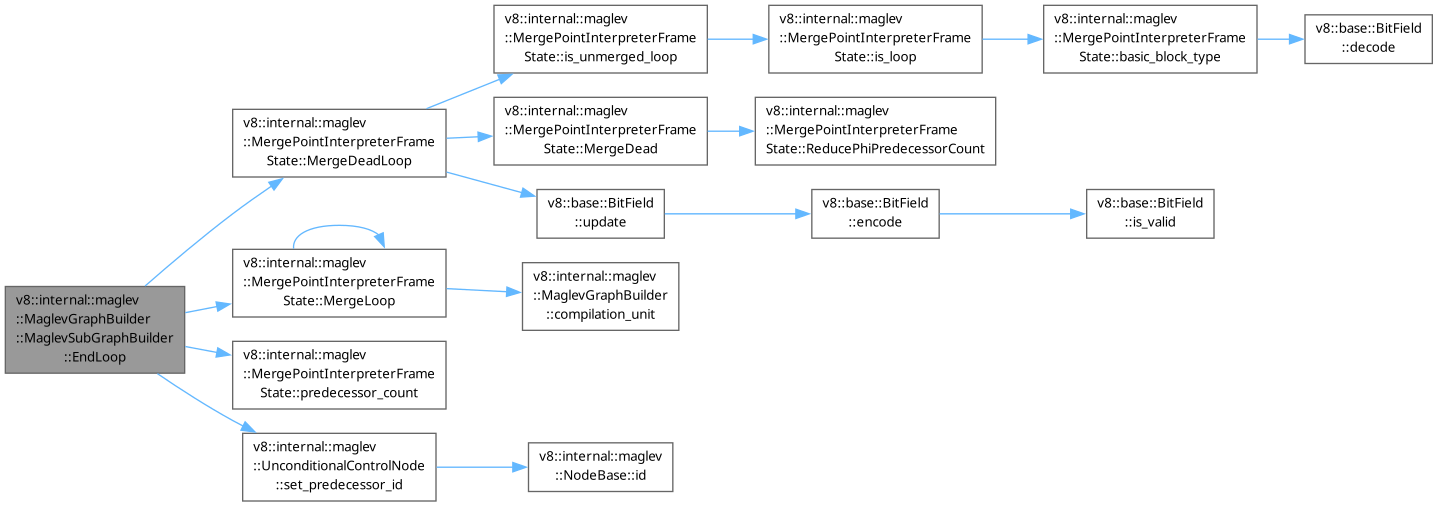 v8::internal::maglev
::MergePointInterpreterFrame
State::is_unmerged_loop
v8::internal::maglev
::MergePointInterpreterFrame
State::is_loop
v8::internal::maglev
::MergePointInterpreterFrame
State::basic_block_type
v8::base::BitField
::decode
v8::internal::maglev
::MergePointInterpreterFrame
State::MergeDeadLoop
v8::internal::maglev
::MergePointInterpreterFrame
State::MergeDead
v8::internal::maglev
::MergePointInterpreterFrame
State::ReducePhiPredecessorCount
v8::base::BitField
::update
v8::base::BitField
::encode
v8::base::BitField
::is_valid
v8::internal::maglev
::MergePointInterpreterFrame
State::MergeLoop
v8::internal::maglev
::MaglevGraphBuilder
::compilation_unit
v8::internal::maglev
::MaglevGraphBuilder
::MaglevSubGraphBuilder
::EndLoop
v8::internal::maglev
::MergePointInterpreterFrame
State::predecessor_count
v8::internal::maglev
::UnconditionalControlNode
::set_predecessor_id
v8::internal::maglev
::NodeBase::id